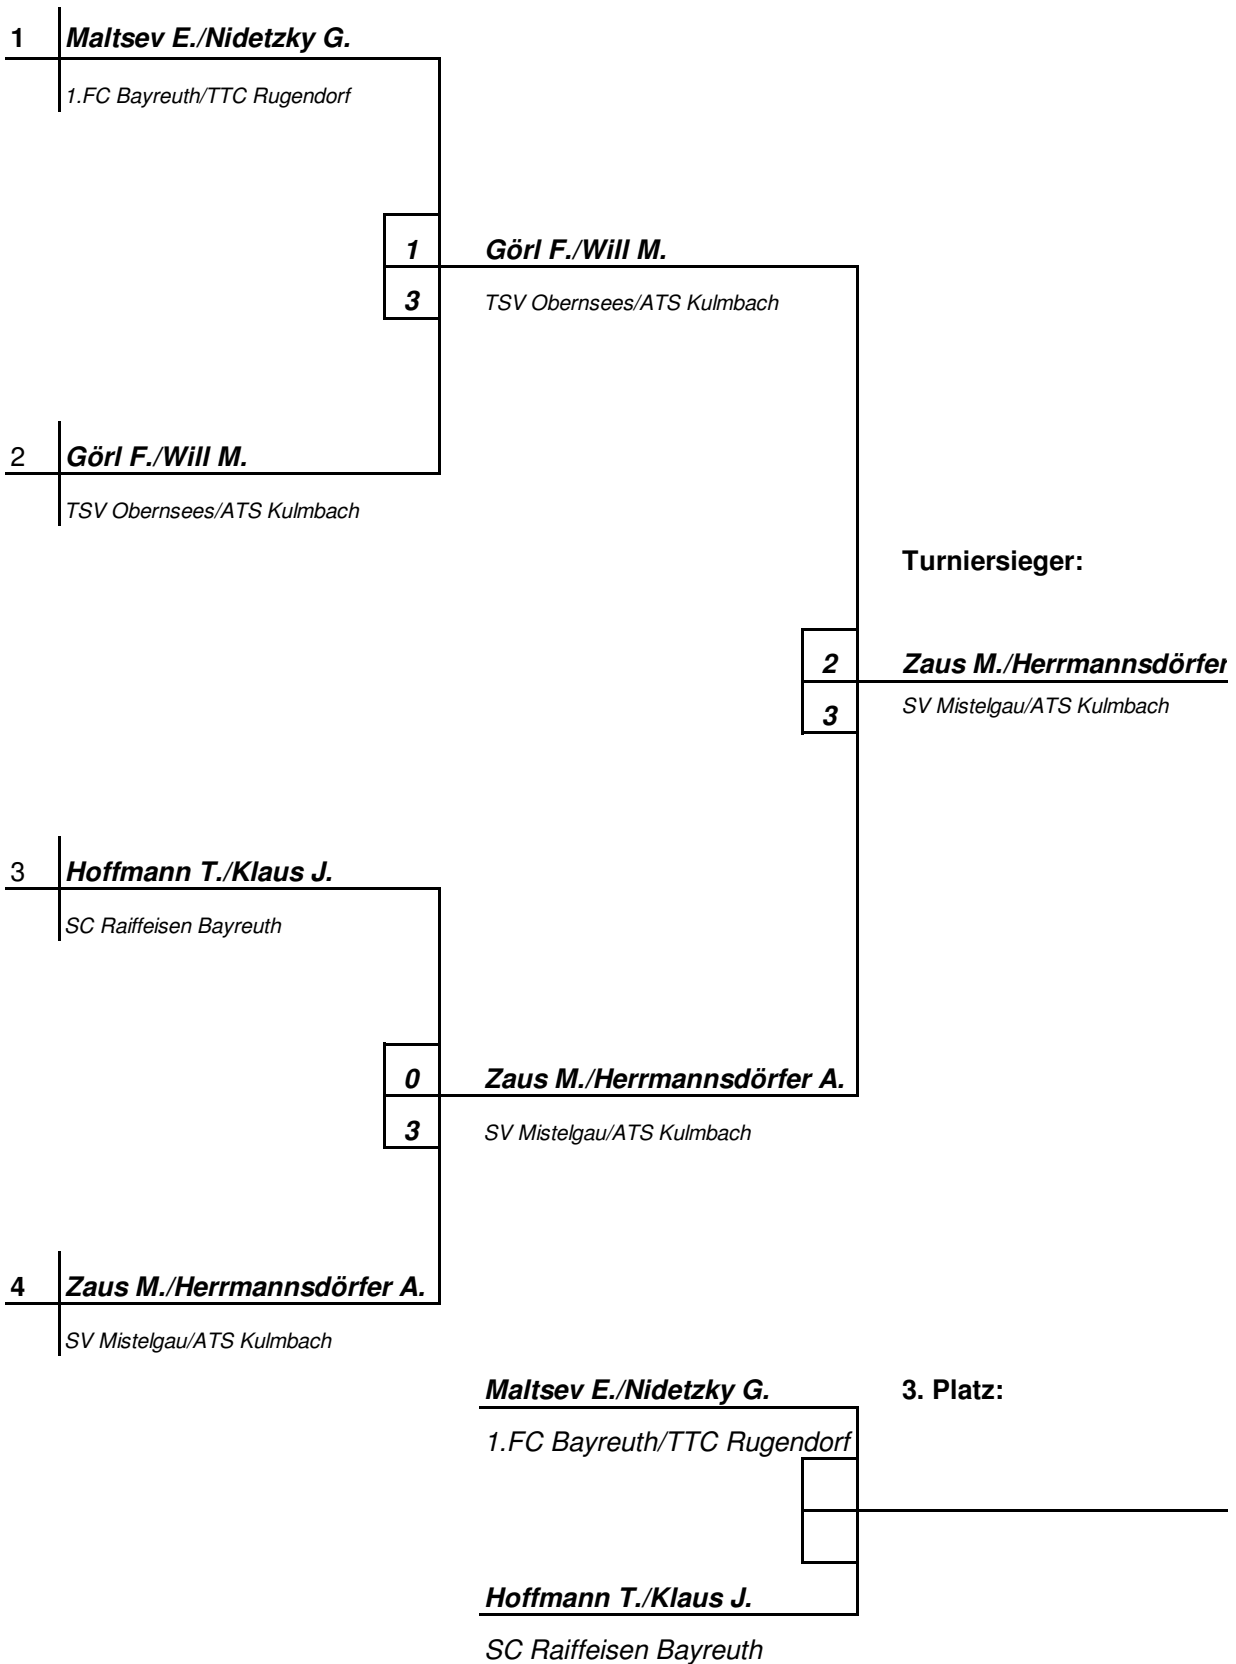 1 Maltsev E./Nidetzky G.
1.FC Bayreuth/TTC Rugendorf
1 Görl F./Will M.
3 TSV Obernsees/ATS Kulmbach
2 Görl F./Will M.
TSV Obernsees/ATS Kulmbach
Turniersieger:
2 Zaus M./Herrmannsdörfer
3 SV Mistelgau/ATS Kulmbach
3 Hoffmann T./Klaus J.
SC Raiffeisen Bayreuth
0 Zaus M./Herrmannsdörfer A.
3 SV Mistelgau/ATS Kulmbach
4 Zaus M./Herrmannsdörfer A.
SV Mistelgau/ATS Kulmbach
Maltsev E./Nidetzky G. 3. Platz:
1.FC Bayreuth/TTC Rugendorf
Hoffmann T./Klaus J.
SC Raiffeisen Bayreuth